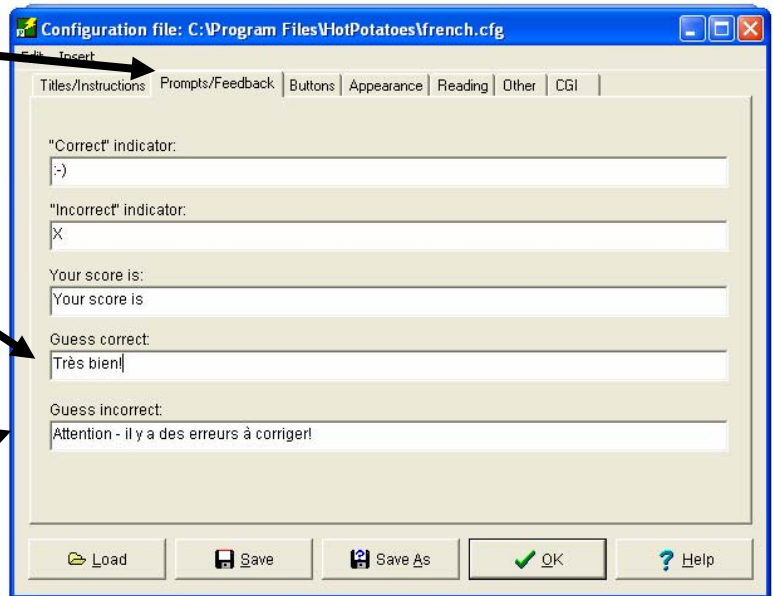 Configuration file: C:\Program Files\HotPotatoes\french.cfg
Edit Insert
Titles/Instructions Prompts/Feedback Buttons Appearance Reading Other CGI
"Correct" indicator:
:-)
"Incorrect" indicator:
X
Your score is:
Your score is
Guess correct:
Très bien!
Guess incorrect:
Attention - il y a des erreurs à corriger!
Load Save Save As OK Help